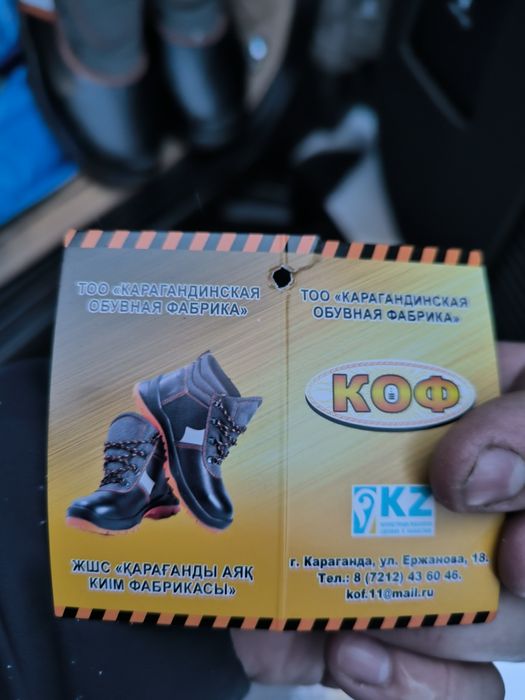 ТОО «КАРАГАНДИНСКАЯ
ОБУВНАЯ ФАБРИКА»
ЖШС «ҚАРАҒАНДЫ АЯҚ
КИІМ ФАБРИКАСЫ»
ТОО «КАРАГАНДИНСКАЯ
ОБУВНАЯ ФАБРИКА»
КОФ
KZ
г. Караганда, ул. Ержанова, 18.
Тел.: 8 (7212) 43 60 46.
kof.11@mail.ru